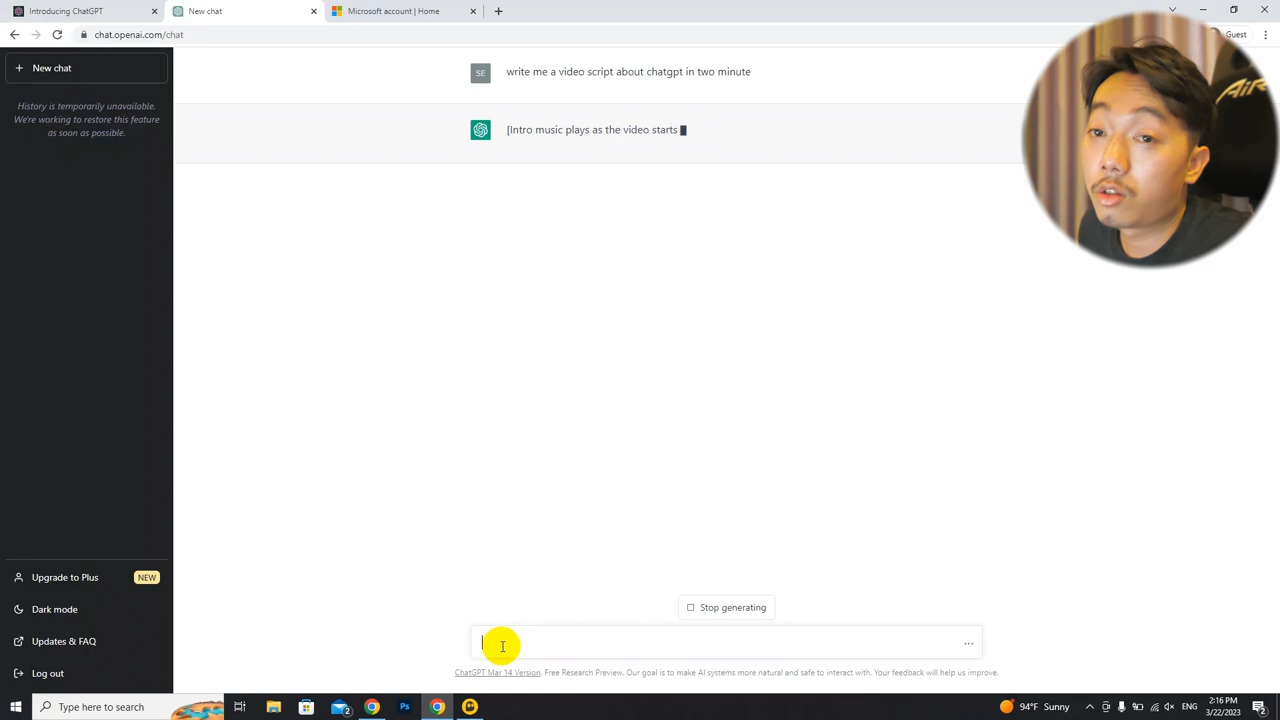 Introducing ChatGPT
New chat
Microsoft account | Home
chat.openai.com/chat
Guest
New chat
History is temporarily unavailable.
We're working to restore this feature
as soon as possible.
SE
write me a video script about chatgpt in two minute
[Intro music plays as the video starts
AiR
Stop generating
Upgrade to Plus
NEW
Dark mode
Updates & FAQ
Log out
ChatGPT Mar 14 Version. Free Research Preview. Our goal is to make AI systems more natural and safe to interact with. Your feedback will help us improve.
Type here to search
2
Ps
94°F Sunny
ENG
2:16 PM
3/22/2023
2